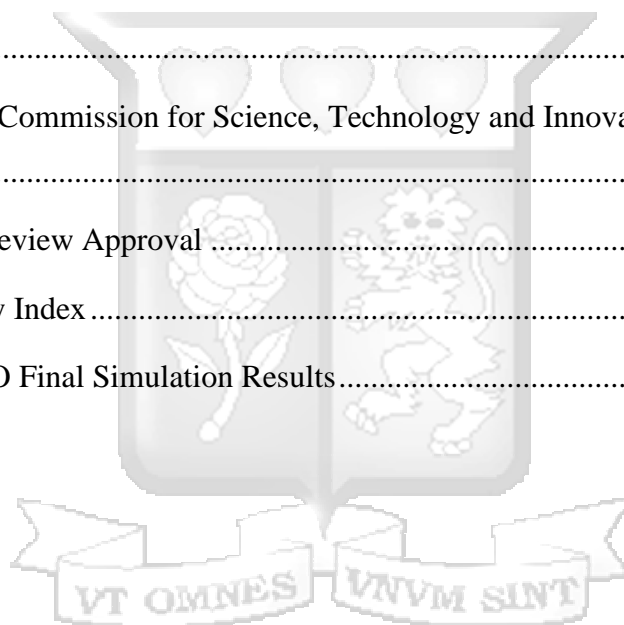 ..............................................................................
Commission for Science, Technology and Innova
..............................................................................
eview Approval ....................................................
y Index ....................................................................
O Final Simulation Results....................................
VT OMNES VNVM SINT